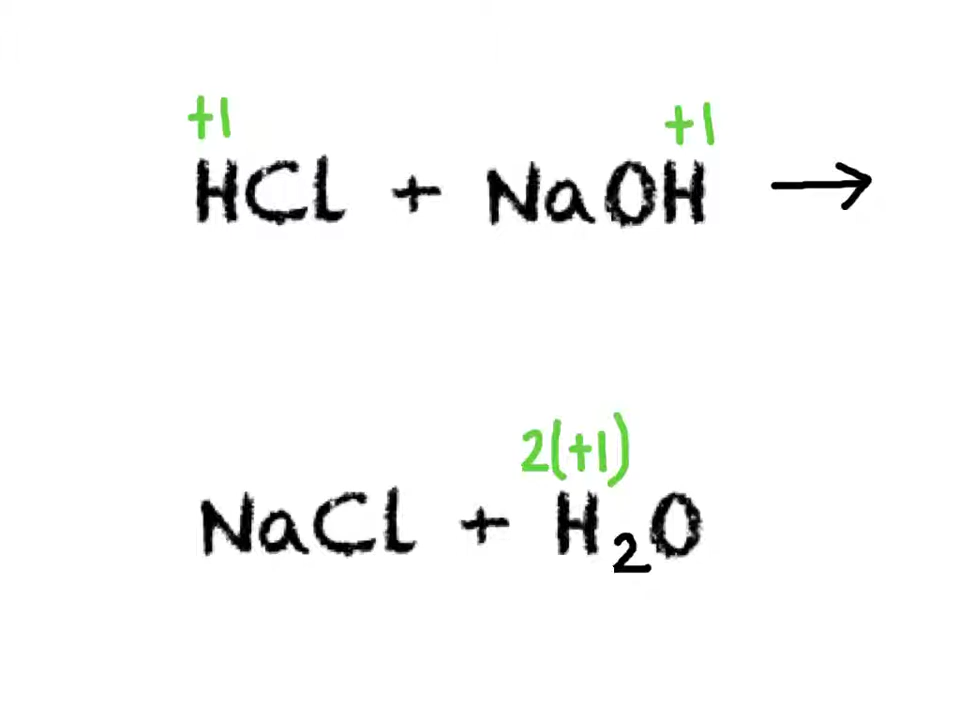 +1 +1
HCl + NaOH →
2(+1)
NaCl + H₂O